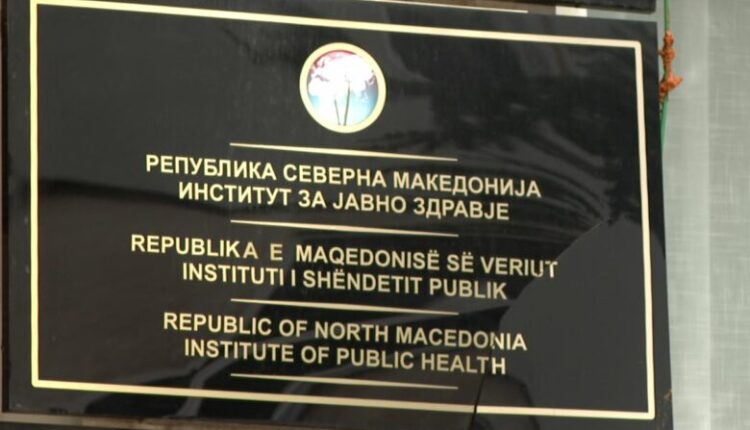 РЕПУБЛИКА СЕВЕРНА МАКЕДОНИЈА
ИНСТИТУТ ЗА ЈАВНО ЗДРАВЈЕ
REPUBLIKA E MAQEDONISË SË VERIUT
INSTITUTI I SHËNDETIT PUBLIK
REPUBLIC OF NORTH MACEDONIA
INSTITUTE OF PUBLIC HEALTH